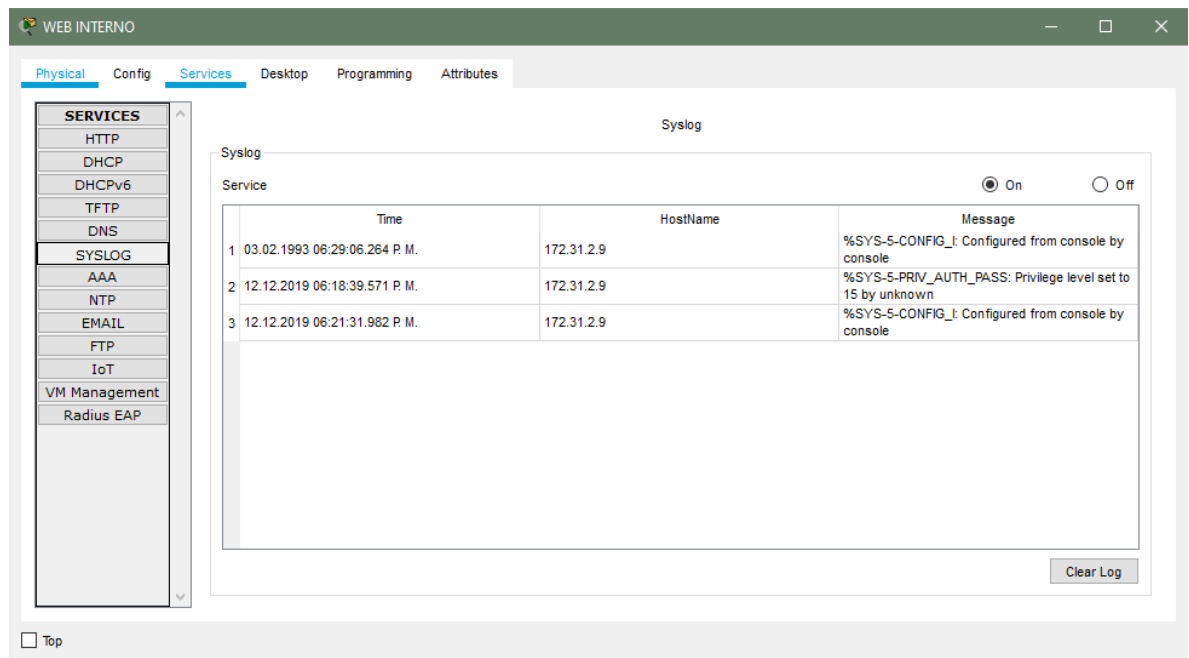 WEB INTERNO
Physical Config Services Desktop Programming Attributes
SERVICES
HTTP
DHCP
DHCPv6
TFTP
DNS
SYSLOG
AAA
NTP
EMAIL
FTP
IoT
VM Management
Radius EAP
Syslog
Syslog
Service On Off
Time HostName Message
1 03.02.1993 06:29:06.264 P. M. 172.31.2.9 %SYS-5-CONFIG_I: Configured from console by
console
2 12.12.2019 06:18:39.571 P. M. 172.31.2.9 %SYS-5-PRIV_AUTH_PASS: Privilege level set to
15 by unknown
3 12.12.2019 06:21:31.982 P. M. 172.31.2.9 %SYS-5-CONFIG_I: Configured from console by
console
Clear Log
Top